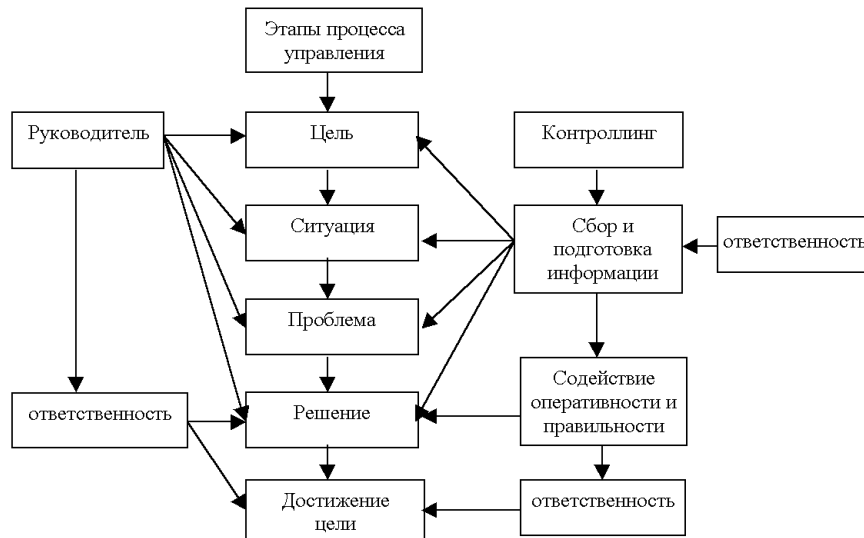 Этапы процесса
управления
Руководитель
Цель
Контроллинг
Ситуация
Сбор и
подготовка
информации
ответственность
Проблема
ответственность
Решение
Содействие
оперативности и
правильности
Достижение
цели
ответственность